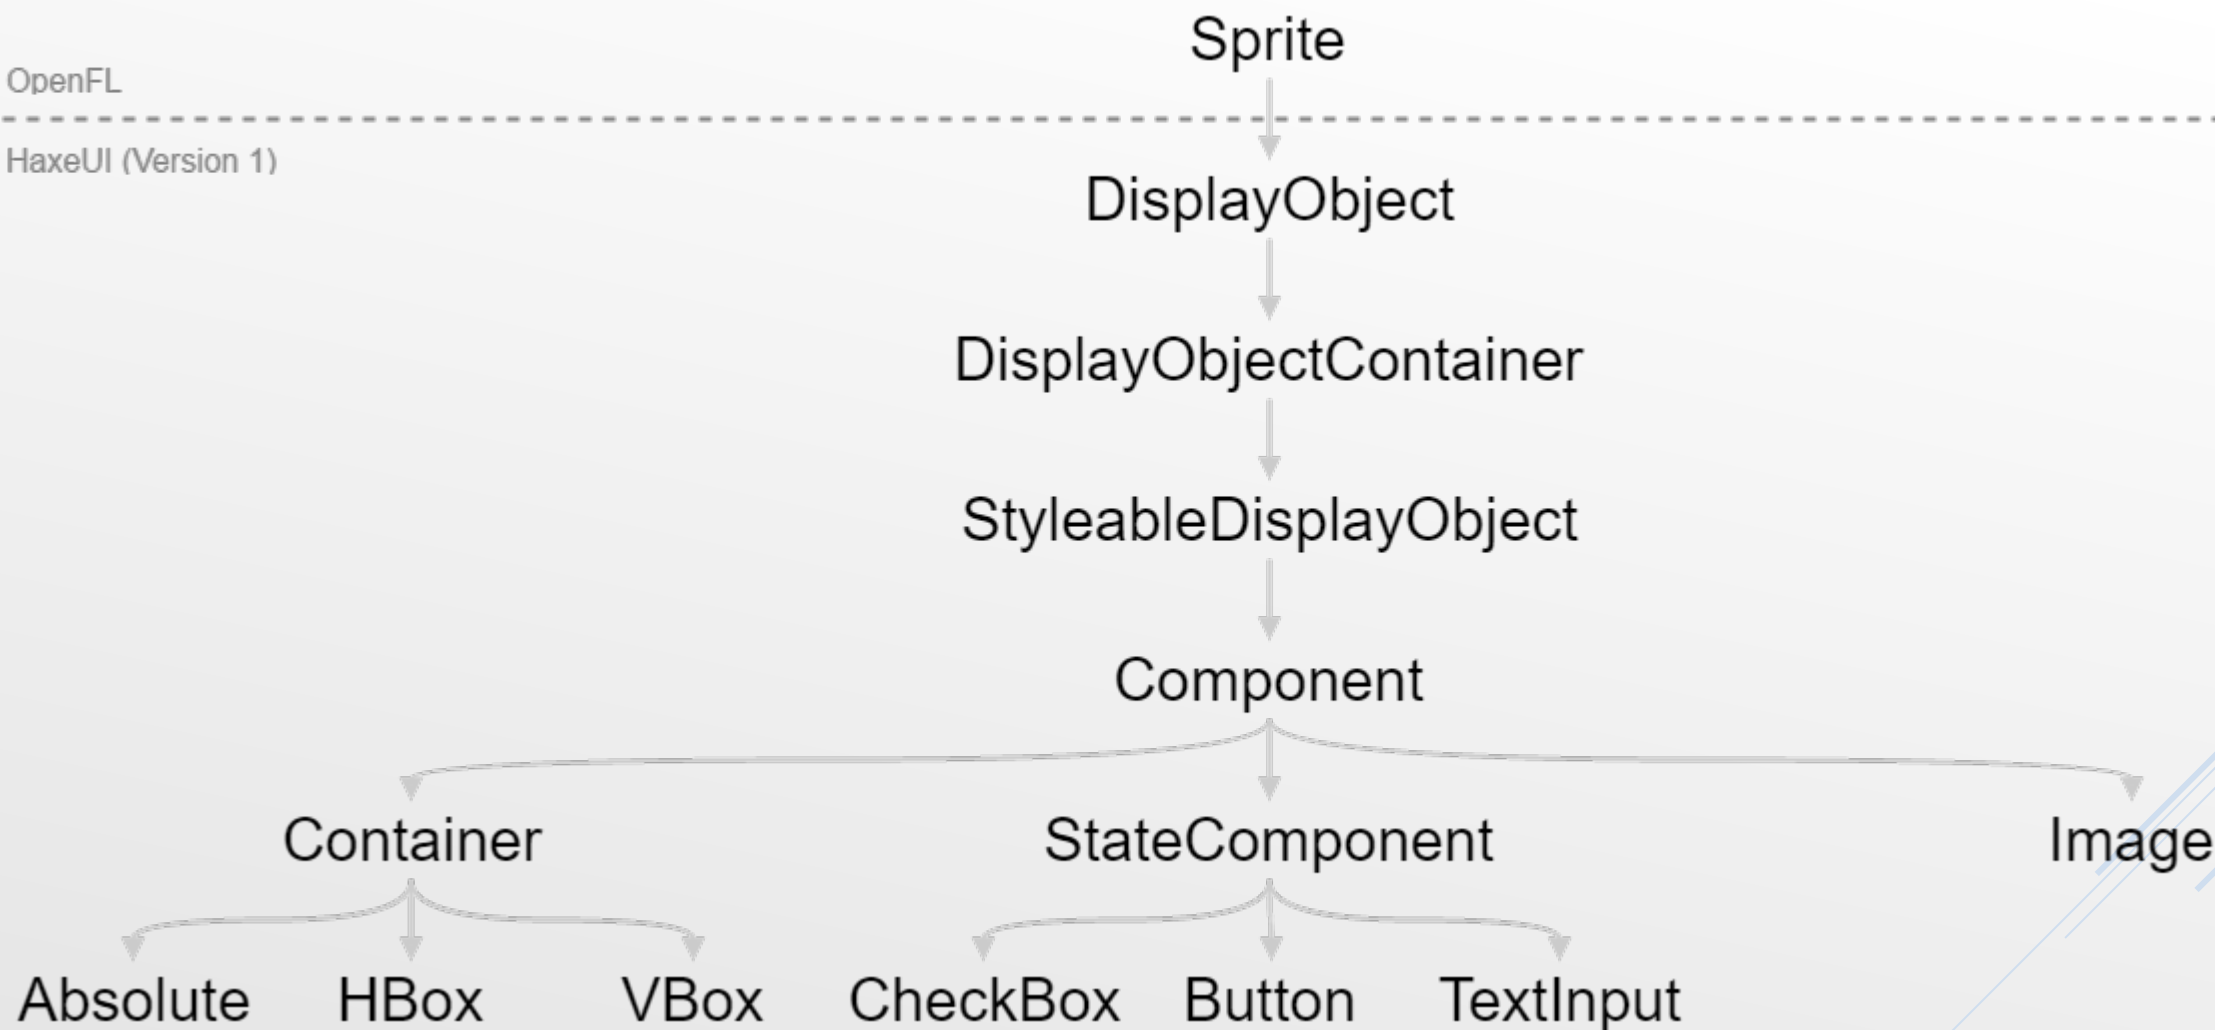 Sprite
OpenFL
HaxeUI (Version 1)
DisplayObject
DisplayObjectContainer
StyleableDisplayObject
Component
Container StateComponent Image
Absolute HBox VBox CheckBox Button TextInput